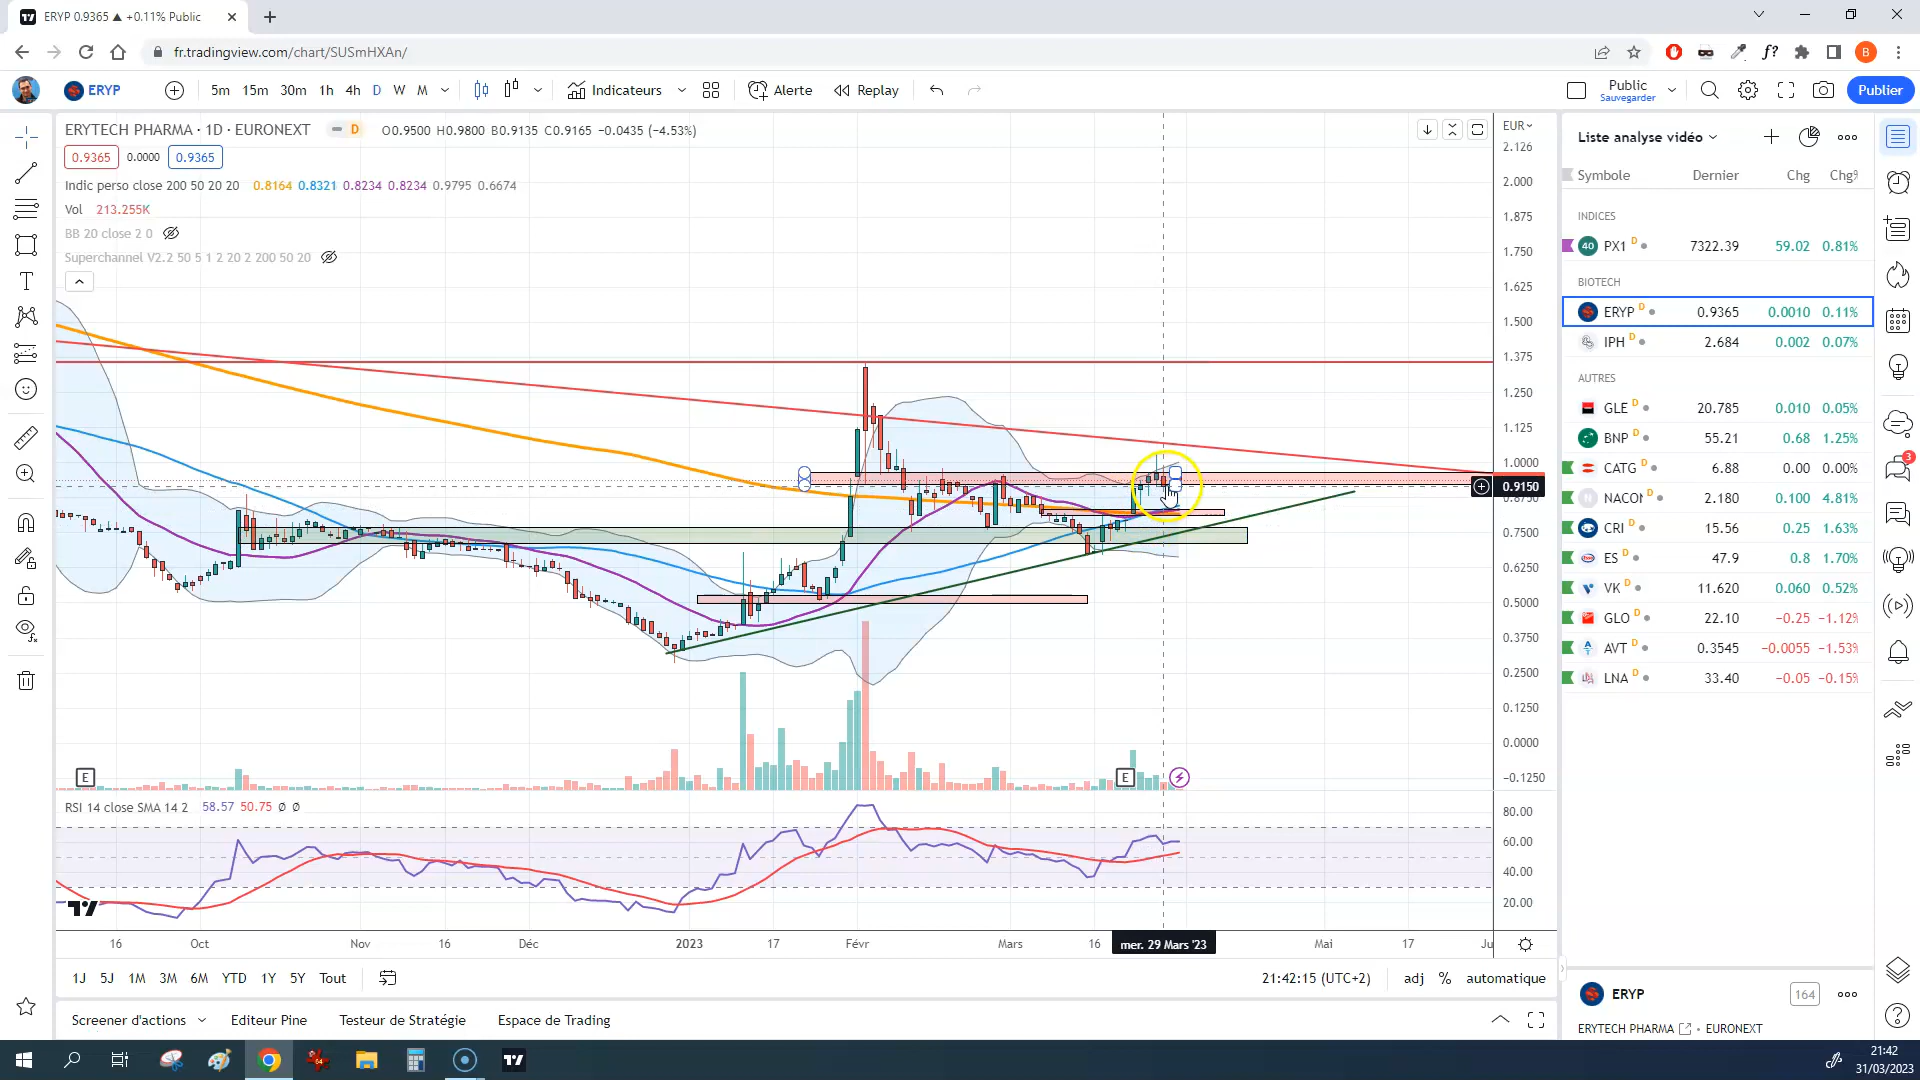 ERYP 0.9365 ▲ +0.11% Public
fr.tradingview.com/chart/SUSmHXAn/
f?
B
ERYP
5m 15m 30m 1h 4h D W M
Indicateurs
Alerte
Replay
Public
Sauvegarder
Publier
ERYTECH PHARMA · 1D · EURONEXT
D
O0.9500 H0.9800 B0.9135 C0.9165 −0.0435 (−4.53%)
0.9365 0.0000 0.9365
Indic perso close 200 50 20 20 0.8164 0.8321 0.8234 0.8234 0.9795 0.6674
Vol 213.255K
BB 20 close 2 0
Superchannel V2.2 50 5 1 2 20 2 200 50 20
EUR
2.126
2.000
1.875
1.750
1.625
1.500
1.375
1.250
1.125
1.0000
0.9150
0.7500
0.6250
0.5000
0.3750
0.2500
0.1250
0.0000
−0.1250
E
E
RSI 14 close SMA 14 2 58.57 50.75 Ø Ø
80.00
60.00
40.00
20.00
16 Oct Nov 16 Déc 2023 17 Févr Mars 16 mer. 29 Mars '23 Mai 17 Ju
1J 5J 1M 3M 6M YTD 1Y 5Y Tout
21:42:15 (UTC+2) adj % automatique
Screener d'actions Editeur Pine Testeur de Stratégie Espace de Trading
Liste analyse vidéo
Symbole Dernier Chg Chg%
INDICES
40 PX1 D 7322.39 59.02 0.81%
BIOTECH
ERYP D 0.9365 0.0010 0.11%
IPH D 2.684 0.002 0.07%
AUTRES
GLE D 20.785 0.010 0.05%
BNP D 55.21 0.68 1.25%
CATG D 6.88 0.00 0.00%
NACON D 2.180 0.100 4.81%
CRI D 15.56 0.25 1.63%
ES D 47.9 0.8 1.70%
VK D 11.620 0.060 0.52%
GLO D 22.10 −0.25 −1.12%
AVT D 0.3545 −0.0055 −1.53%
LNA D 33.40 −0.05 −0.15%
3
ERYP
164
ERYTECH PHARMA EURONEXT
21:42
31/03/2023